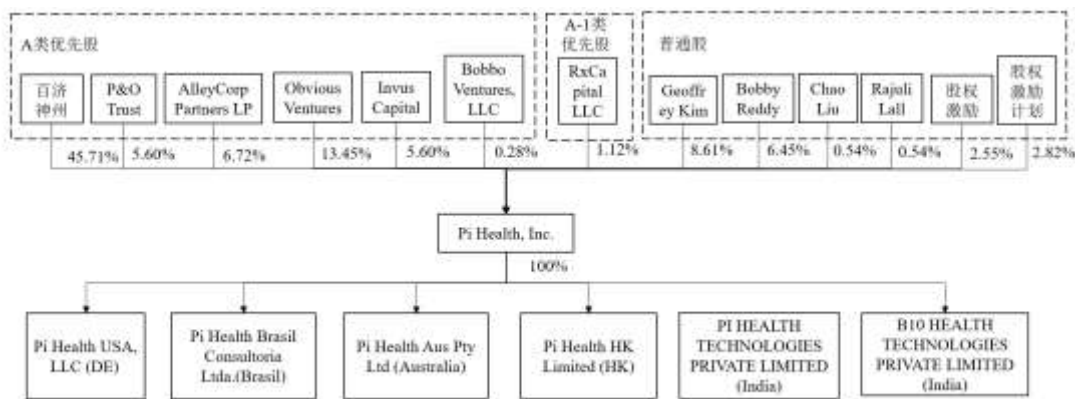 A类优先股
百济
神州
P&O
Trust
AlleyCorp
Partners LP
Obvious
Ventures
Invus
Capital
Bobbo
Ventures,
LLC
A-1类
优先股
RxCa
pital
LLC
普通股
Geoffr
ey Kim
Bobby
Reddy
Chao
Liu
Rajuli
Lall
股权
激励
股权
激励
计划
45.71%
5.60%
6.72%
13.45%
5.60%
0.28%
1.12%
8.61%
6.45%
0.54%
0.54%
2.55%
2.82%
Pi Health, Inc.
100%
Pi Health USA,
LLC (DE)
Pi Health Brasil
Consultoria
Ltda.(Brasil)
Pi Health Aus Pty
Ltd (Australia)
Pi Health HK
Limited (HK)
PI HEALTH
TECHNOLOGIES
PRIVATE LIMITED
(India)
B10 HEALTH
TECHNOLOGIES
PRIVATE LIMITED
(India)